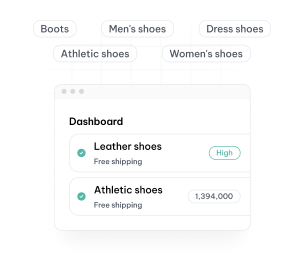 Boots
Men's shoes
Dress shoes
Athletic shoes
Women's shoes
Dashboard
Leather shoes
High
Free shipping
Athletic shoes
1,394,000
Free shipping